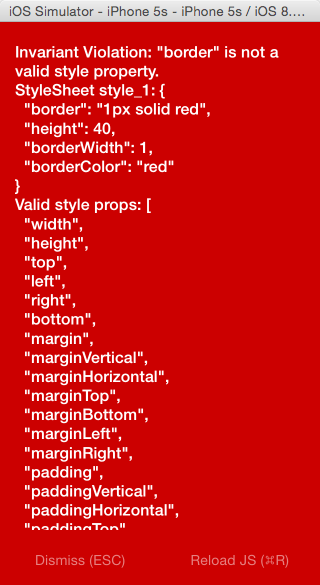 iOS Simulator - iPhone 5s - iPhone 5s / iOS 8....
Invariant Violation: "border" is not a
valid style property.
StyleSheet style_1: {
"border": "1px solid red",
"height": 40,
"borderWidth": 1,
"borderColor": "red"
}
Valid style props: [
"width",
"height",
"top",
"left",
"right",
"bottom",
"margin",
"marginVertical",
"marginHorizontal",
"marginTop",
"marginBottom",
"marginLeft",
"marginRight",
"padding",
"paddingVertical",
"paddingHorizontal",
"paddingTop"
Dismiss (ESC)
Reload JS (⌘R)